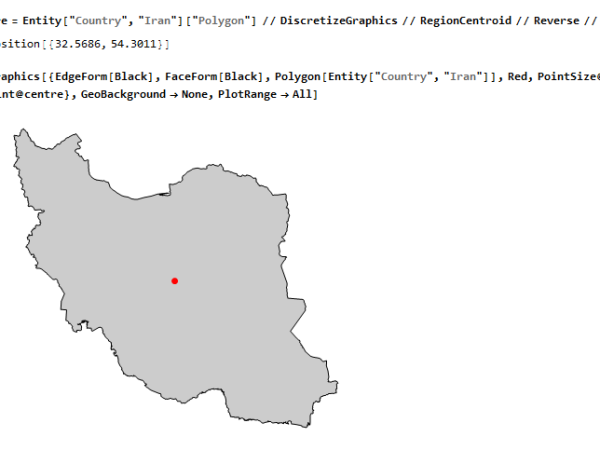 e = Entity["Country", "Iran"]["Polygon"] // DiscretizeGraphics // RegionCentroid // Reverse //
sition[{32.5686, 54.3011}]
raphics[{EdgeForm[Black], FaceForm[Black], Polygon[Entity["Country", "Iran"]], Red, PointSize@
nt@centre}, GeoBackground → None, PlotRange → All]